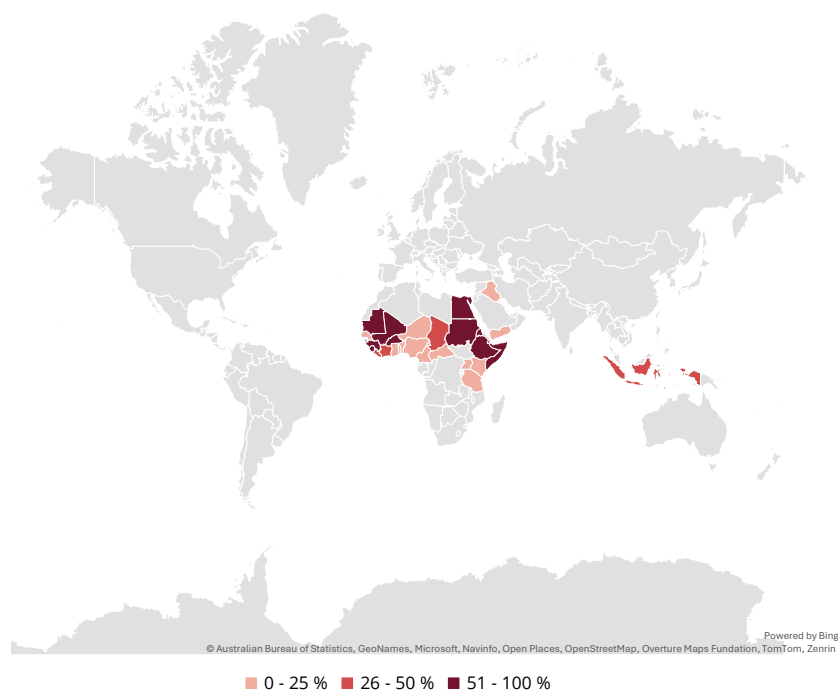 Powered by Bing
© Australian Bureau of Statistics, GeoNames, Microsoft, Navinfo, Open Places, OpenStreetMap, Overture Maps Fundation, TomTom, Zenrin
0 - 25 % 26 - 50 % 51 - 100 %